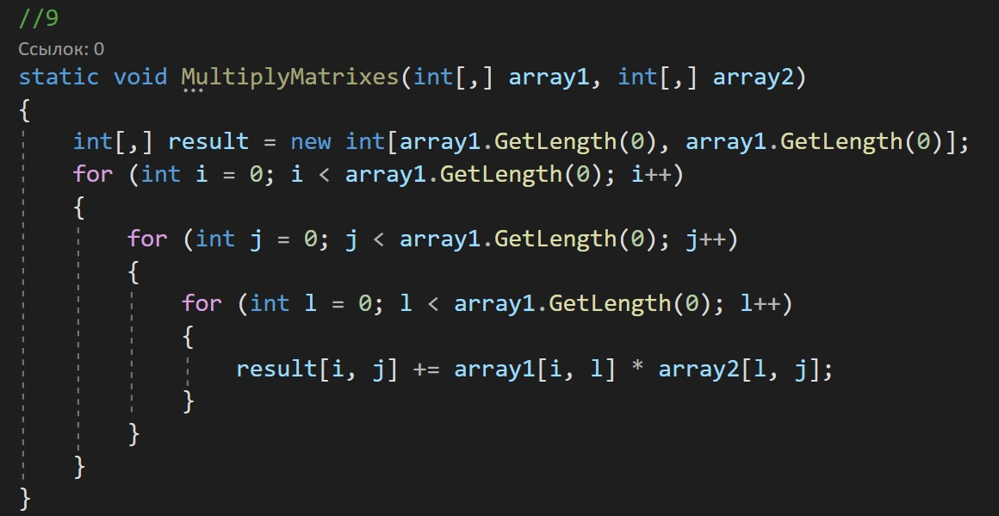 //9
Ссылок: 0
static void MultiplyMatrixes(int[,] array1, int[,] array2)
{
    int[,] result = new int[array1.GetLength(0), array1.GetLength(0)];
    for (int i = 0; i < array1.GetLength(0); i++)
    {
        for (int j = 0; j < array1.GetLength(0); j++)
        {
            for (int l = 0; l < array1.GetLength(0); l++)
            {
                result[i, j] += array1[i, l] * array2[l, j];
            }
        }
    }
}